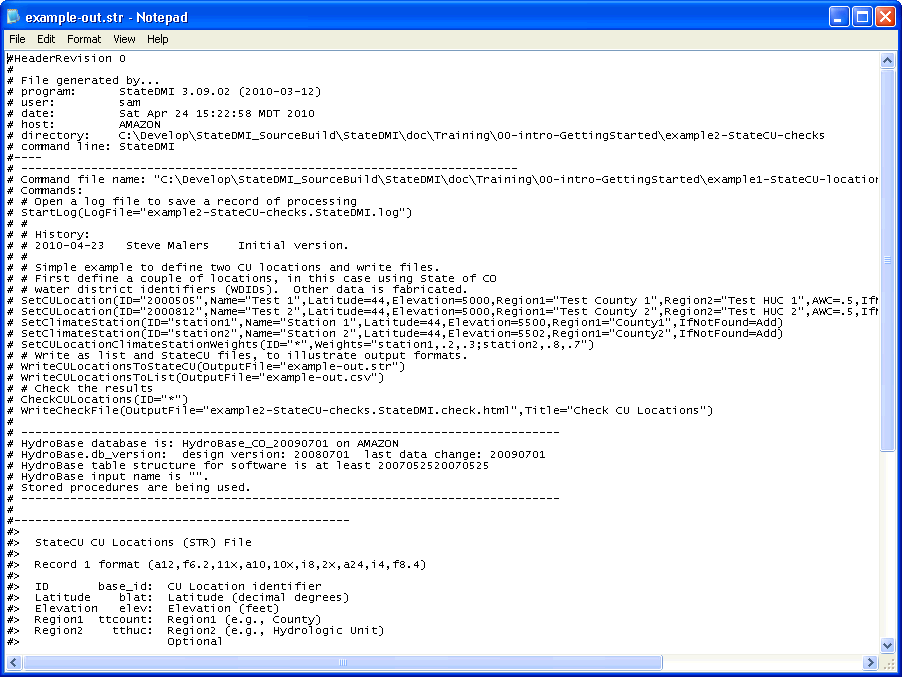 example-out.str - Notepad
File Edit Format View Help
#HeaderRevision 0
#
# File generated by...
# program:      StateDMI 3.09.02 (2010-03-12)
# user:         sam
# date:         Sat Apr 24 15:22:58 MDT 2010
# host:         AMAZON
# directory:    C:\Develop\StateDMI_SourceBuild\StateDMI\doc\Training\00-intro-GettingStarted\example2-StateCU-checks
# command line: StateDMI
#----
# -----------------------------------------------------------------------
# Command file name: "C:\Develop\StateDMI_SourceBuild\StateDMI\doc\Training\00-intro-GettingStarted\example1-StateCU-location
# Commands:
# # Open a log file to save a record of processing
# StartLog(LogFile="example2-StateCU-checks.StateDMI.log")
# #
# # History:
# # 2010-04-23   Steve Malers    Initial version.
# #
# # Simple example to define two CU locations and write files.
# # First define a couple of locations, in this case using State of CO
# # water district identifiers (WDIDs).  Other data is fabricated.
# SetCULocation(ID="2000505",Name="Test 1",Latitude=44,Elevation=5000,Region1="Test County 1",Region2="Test HUC 1",AWC=.5,IfN
# SetCULocation(ID="2000812",Name="Test 2",Latitude=44,Elevation=5000,Region1="Test County 2",Region2="Test HUC 2",AWC=.5,IfN
# SetClimateStation(ID="station1",Name="Station 1",Latitude=44,Elevation=5500,Region1="County1",IfNotFound=Add)
# SetClimateStation(ID="station2",Name="Station 2",Latitude=44,Elevation=5502,Region1="County2",IfNotFound=Add)
# SetCULocationClimateStationWeights(ID="*",Weights="station1,.2,.3;station2,.8,.7")
# # Write as list and StateCU files, to illustrate output formats.
# WriteCULocationsToStateCU(OutputFile="example-out.str")
# WriteCULocationsToList(OutputFile="example-out.csv")
# # Check the results
# CheckCULocations(ID="*")
# WriteCheckFile(OutputFile="example2-StateCU-checks.StateDMI.check.html",Title="Check CU Locations")
#
# -----------------------------------------------------------------------------
# HydroBase database is: HydroBase_CO_20090701 on AMAZON
# HydroBase.db_version:  design version: 20080701  last data change: 20090701
# HydroBase table structure for software is at least 2007052520070525
# HydroBase input name is "".
# Stored procedures are being used.
# -----------------------------------------------------------------------------
#
#------------------------------------------------
#>
#>  StateCU CU Locations (STR) File
#>
#>  Record 1 format (a12,f6.2,11x,a10,10x,i8,2x,a24,i4,f8.4)
#>
#>  ID       base_id:  CU Location identifier
#>  Latitude    blat:  Latitude (decimal degrees)
#>  Elevation   elev:  Elevation (feet)
#>  Region1  ttcount:  Region1 (e.g., County)
#>  Region2    tthuc:  Region2 (e.g., Hydrologic Unit)
#>                     Optional